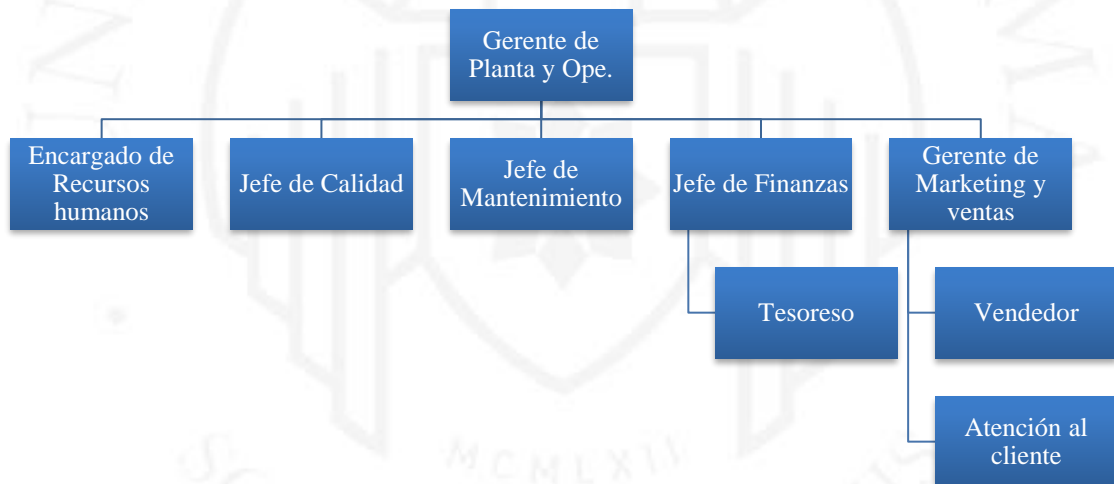 Gerente de
Planta y Ope.
Encargado de
Recursos
humanos
Jefe de Calidad
Jefe de
Mantenimiento
Jefe de Finanzas
Gerente de
Marketing y
ventas
Tesoreso
Vendedor
Atención al
cliente
MCMLXII